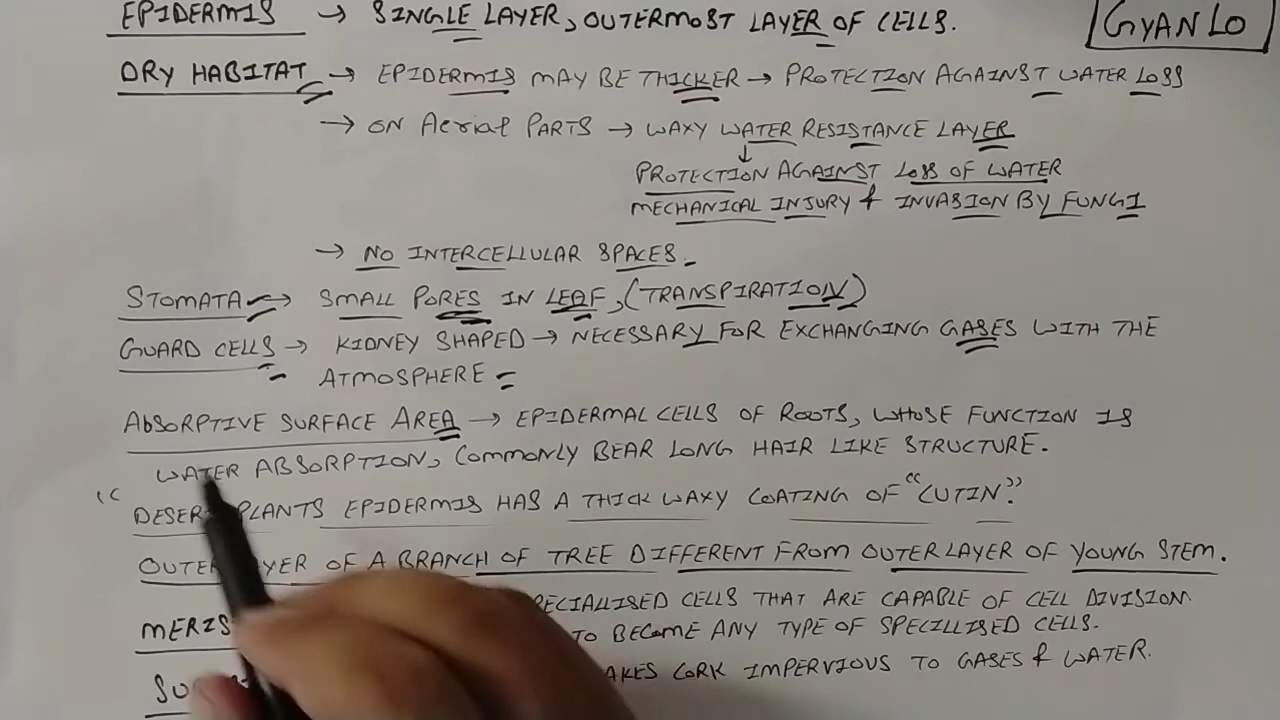 EPIDERMIS → SINGLE LAYER, OUTERMOST LAYER OF CELLS.
GYANLO
DRY HABITAT → EPIDERMIS MAY BE THICKER → PROTECTION AGAINST WATER LOSS
→ ON Aerial PARTS → WAXY WATER RESISTANCE LAYER
↓
PROTECTION AGAINST LOSS OF WATER
MECHANICAL INJURY & INVASION BY FUNGI
→ NO INTERCELLULAR SPACES.
STOMATA → SMALL PORES IN LEAF, (TRANSPIRATION)
GUARD CELLS → KIDNEY SHAPED → NECESSARY FOR EXCHANGING GASES WITH THE
ATMOSPHERE
ABSORPTIVE SURFACE AREA → EPIDERMAL CELLS OF ROOTS, WHOSE FUNCTION IS
WATER ABSORPTION, COMMONLY BEAR LONG HAIR LIKE STRUCTURE.
PLANTS EPIDERMIS HAS A THICK WAXY COATING OF "CUTIN".
OF A BRANCH OF TREE DIFFERENT FROM OUTER LAYER OF YOUNG STEM.
CELLS THAT ARE CAPABLE OF CELL DIVISION
TO BECOME ANY TYPE OF SPECILLISED CELLS.
CORK IMPERVIOUS TO GASES & WATER.